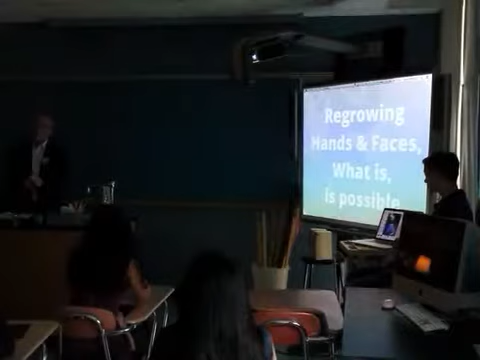 Regrowing
Hands & Faces,
What is,
is possible